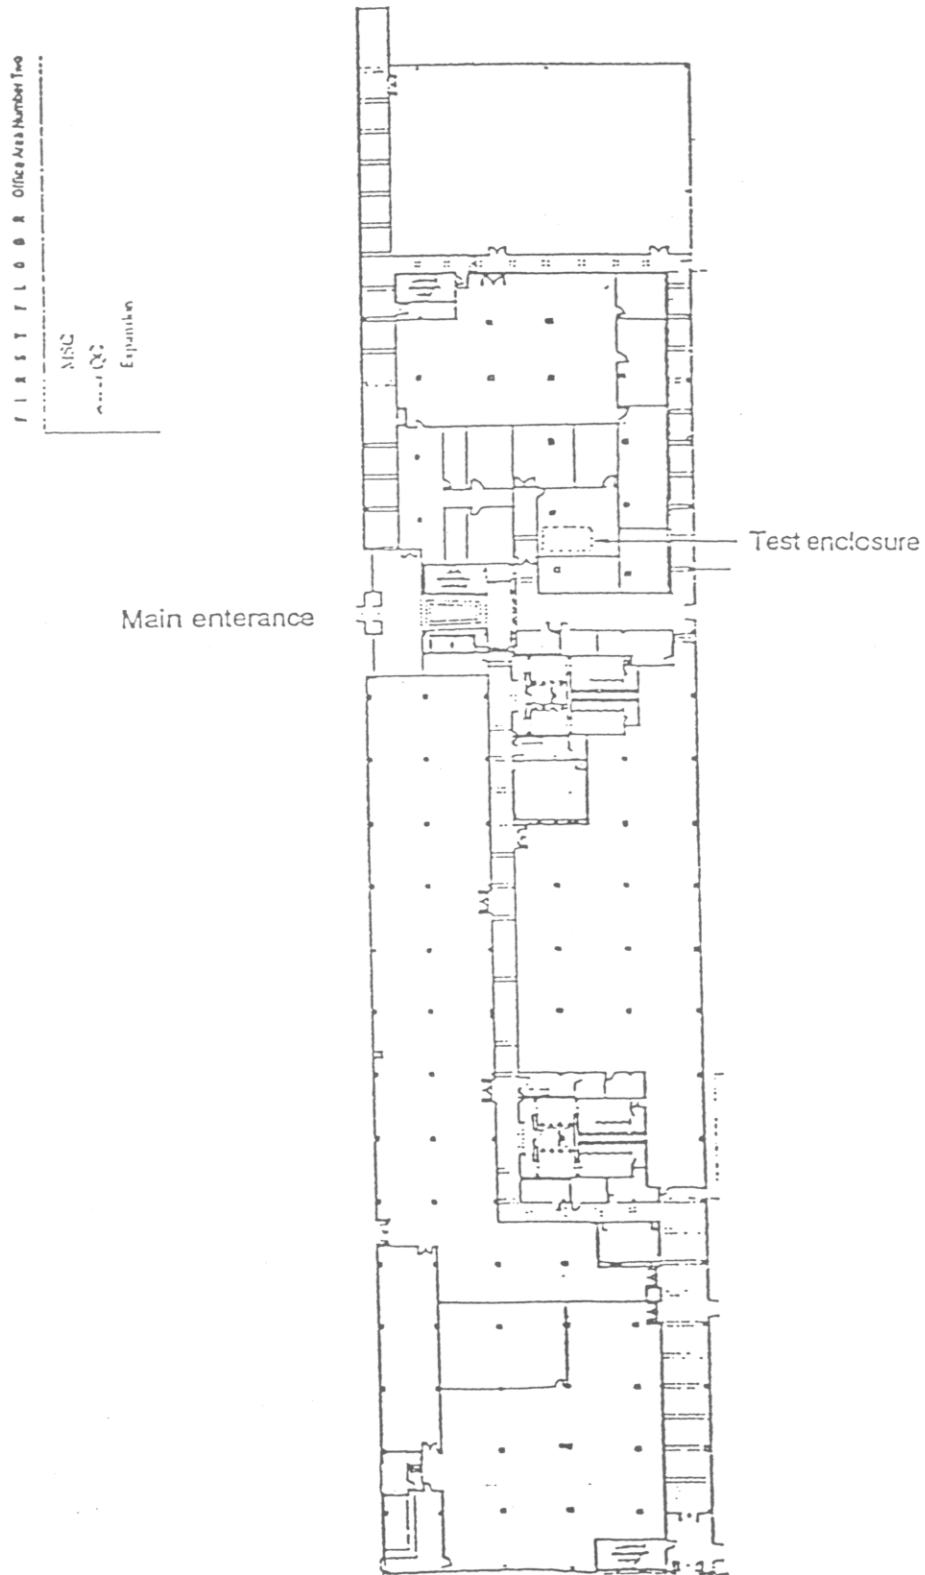 FIRST FLOOR Office Area Number Two
MSC
QC
Expansion
Test enclosure
Main enterance